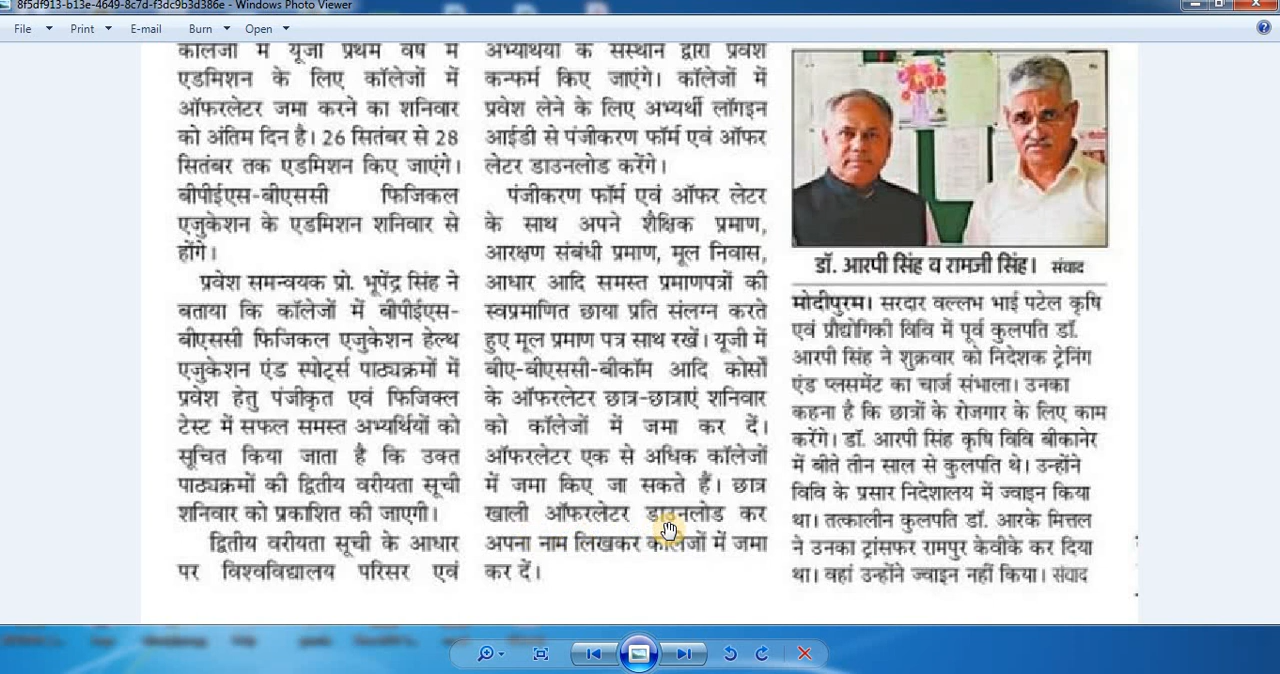 8f5df913-b13e-4649-8c7d-f3dc9b3d386e - Windows Photo Viewer
File Print E-mail Burn Open
कॉलेजों में यूजी प्रथम वर्ष में
एडमिशन के लिए कॉलेजों में
ऑफरलेटर जमा करने का शनिवार
को अंतिम दिन है। 26 सितंबर से 28
सितंबर तक एडमिशन किए जाएंगे।
बीपीईएस-बीएससी फिजिकल
एजुकेशन के एडमिशन शनिवार से
होंगे।
प्रवेश समन्वयक प्रो. भूपेंद्र सिंह ने
बताया कि कॉलेजों में बीपीईएस-
बीएससी फिजिकल एजुकेशन हेल्थ
एजुकेशन एंड स्पोर्ट्स पाठ्यक्रमों में
प्रवेश हेतु पंजीकृत एवं फिजिक्ल
टेस्ट में सफल समस्त अभ्यर्थियों को
सूचित किया जाता है कि उक्त
पाठ्यक्रमों की द्वितीय वरीयता सूची
शनिवार को प्रकाशित की जाएगी।
द्वितीय वरीयता सूची के आधार
पर विश्वविद्यालय परिसर एवं
अभ्यर्थियों के संस्थान द्वारा प्रवेश
कन्फर्म किए जाएंगे। कॉलेजों में
प्रवेश लेने के लिए अभ्यर्थी लॉगइन
आईडी से पंजीकरण फॉर्म एवं ऑफर
लेटर डाउनलोड करेंगे।
पंजीकरण फॉर्म एवं ऑफर लेटर
के साथ अपने शैक्षिक प्रमाण,
आरक्षण संबंधी प्रमाण, मूल निवास,
आधार आदि समस्त प्रमाणपत्रों की
स्वप्रमाणित छाया प्रति संलग्न करते
हुए मूल प्रमाण पत्र साथ रखें। यूजी में
बीए-बीएससी-बीकॉम आदि कोर्सों
के ऑफरलेटर छात्र-छात्राएं शनिवार
को कॉलेजों में जमा कर दें।
ऑफरलेटर एक से अधिक कॉलेजों
में जमा किए जा सकते हैं। छात्र
खाली ऑफरलेटर डाउनलोड कर
अपना नाम लिखकर कॉलेजों में जमा
कर दें।
डॉ. आरपी सिंह व रामजी सिंह। संवाद
मोदीपुरम। सरदार वल्लभ भाई पटेल कृषि
एवं प्रौद्योगिकी विवि में पूर्व कुलपति डॉ.
आरपी सिंह ने शुक्रवार को निदेशक ट्रेनिंग
एंड प्लसमेंट का चार्ज संभाला। उनका
कहना है कि छात्रों के रोजगार के लिए काम
करेंगे। डॉ. आरपी सिंह कृषि विवि बीकानेर
में बीते तीन साल से कुलपति थे। उन्होंने
विवि के प्रसार निदेशालय में ज्वाइन किया
था। तत्कालीन कुलपति डॉ. आरके मित्तल
ने उनका ट्रांसफर रामपुर केवीके कर दिया
था। वहां उन्होंने ज्वाइन नहीं किया। संवाद